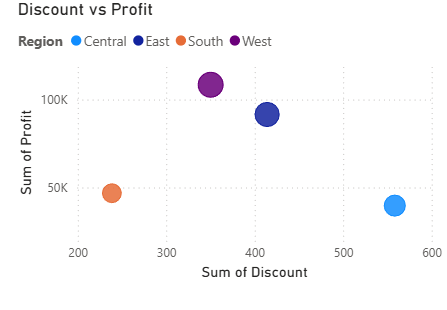 Discount vs Profit
Region Central East South West
100K
50K
Sum of Profit
200 300 400 500 600
Sum of Discount